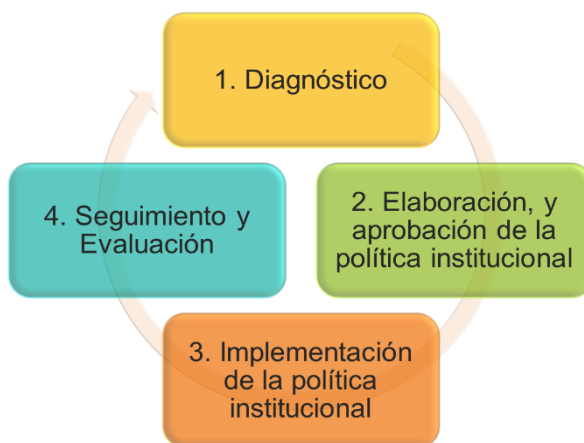 1. Diagnóstico
2. Elaboración, y
aprobación de la
política institucional
3. Implementación
de la política
institucional
4. Seguimiento y
Evaluación